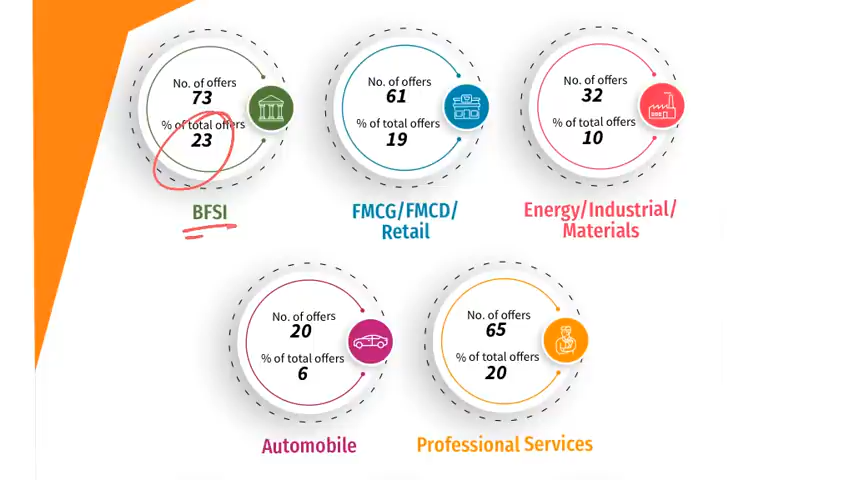 No. of offers
73
% of total offers
23
BFSI
No. of offers
61
% of total offers
19
FMCG/FMCD/
Retail
No. of offers
32
% of total offers
10
Energy/Industrial/
Materials
No. of offers
20
% of total offers
6
Automobile
No. of offers
65
% of total offers
20
Professional Services